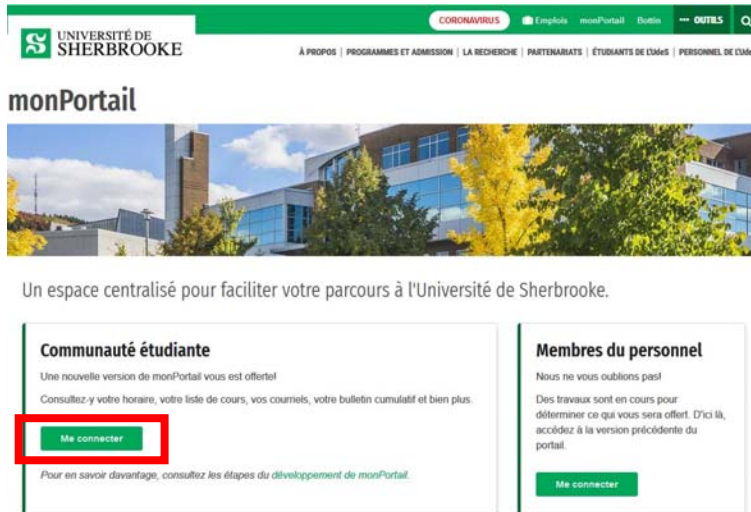 CORONAVIRUS Emplois monPortail Bottin ••• OUTILS
UNIVERSITÉ DE
SHERBROOKE
À PROPOS | PROGRAMMES ET ADMISSION | LA RECHERCHE | PARTENARIATS | ÉTUDIANTS DE L'UdeS | PERSONNEL DE L'Ude
monPortail
Un espace centralisé pour faciliter votre parcours à l'Université de Sherbrooke.
Communauté étudiante
Une nouvelle version de monPortail vous est offerte!
Consultez-y votre horaire, votre liste de cours, vos courriels, votre bulletin cumulatif et bien plus.
Me connecter
Pour en savoir davantage, consultez les étapes du développement de monPortail.
Membres du personnel
Nous ne vous oublions pas!
Des travaux sont en cours pour
déterminer ce qui vous sera offert. D'ici là,
accédez à la version précédente du
portail.
Me connecter